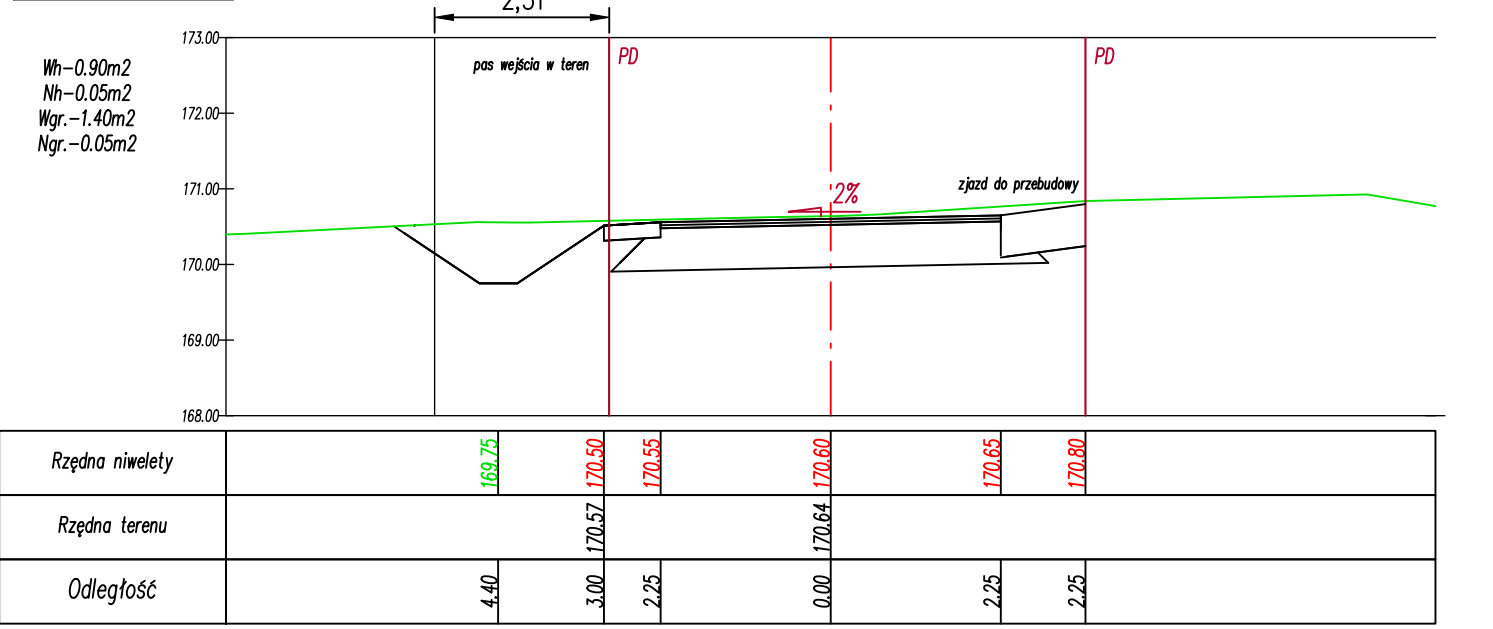 173.00
pas wejścia w teren
PD
PD
Wh-0.90m2
Nh-0.05m2
Wgr.-1.40m2
Ngr.-0.05m2
172.00
171.00
2%
zjazd do przebudowy
170.00
169.00
168.00
Rzędna niwelety
169.75
170.50
170.55
170.60
170.65
170.80
Rzędna terenu
170.57
170.64
Odległość
4.40
3.00
2.25
0.00
2.25
2.25